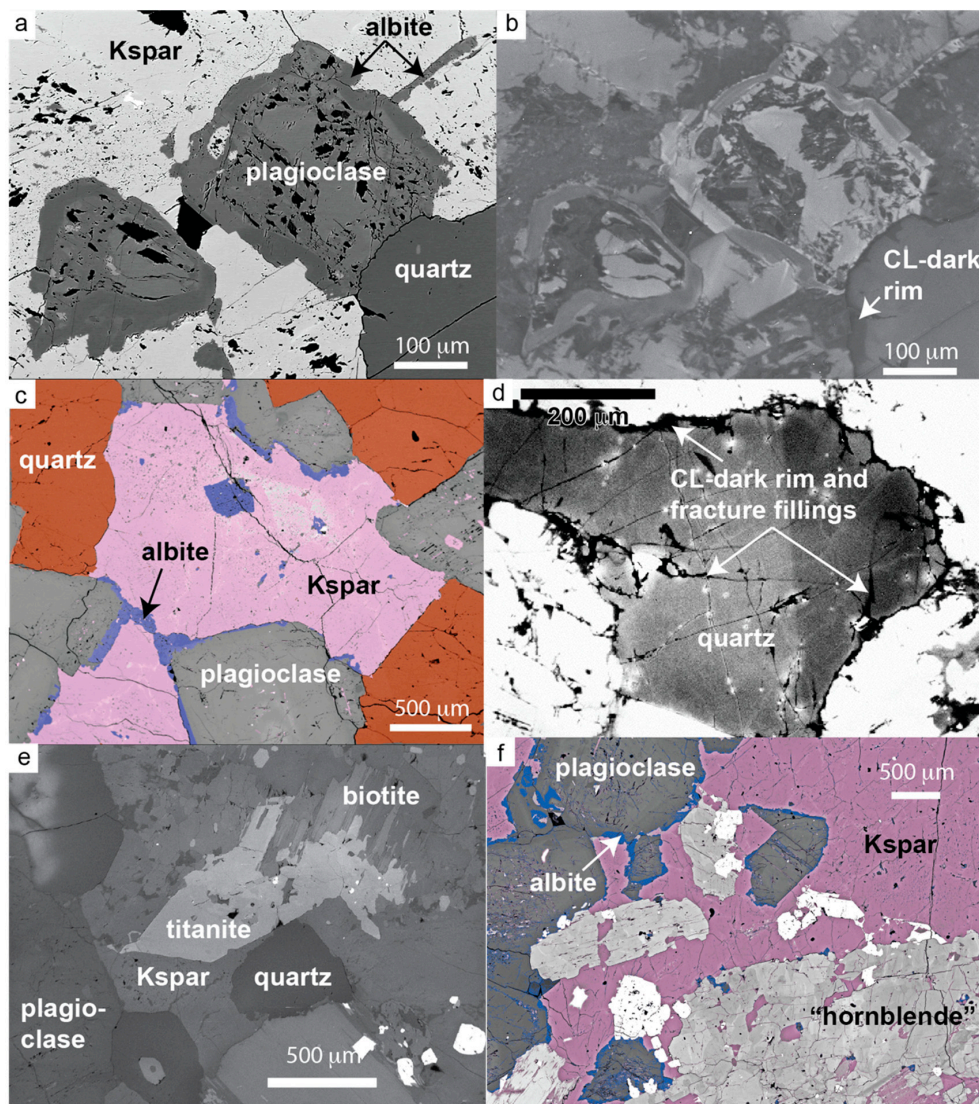 a
albite
Kspar
plagioclase
quartz
100 μm
b
CL-dark
rim
100 μm
c
quartz
albite
Kspar
plagioclase
500 μm
d
200 μm
CL-dark rim and
fracture fillings
quartz
e
biotite
titanite
Kspar
quartz
plagio-
clase
500 μm
f
plagioclase
500 μm
Kspar
albite
“hornblende”